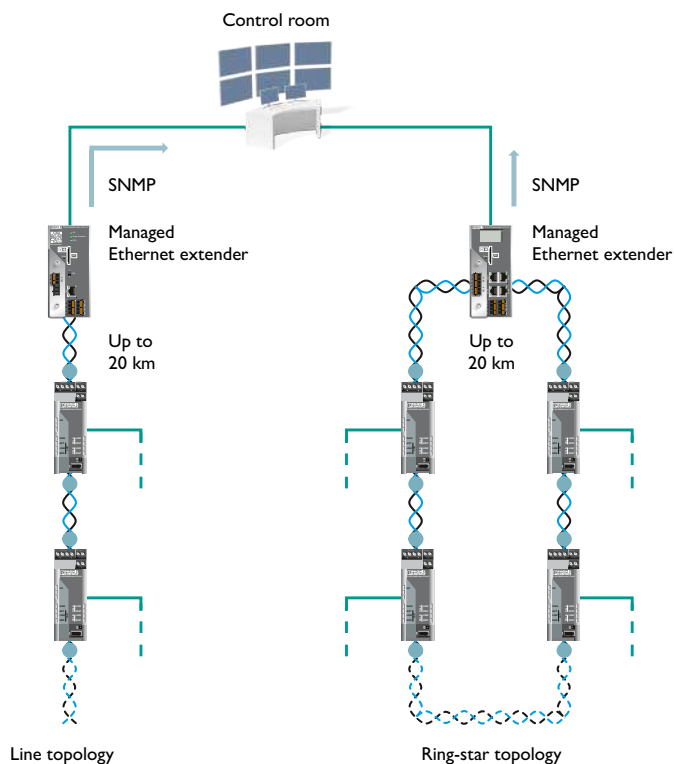 Control room
SNMP
SNMP
Managed
Ethernet extender
Managed
Ethernet extender
Up to
20 km
Up to
20 km
Line topology
Ring-star topology